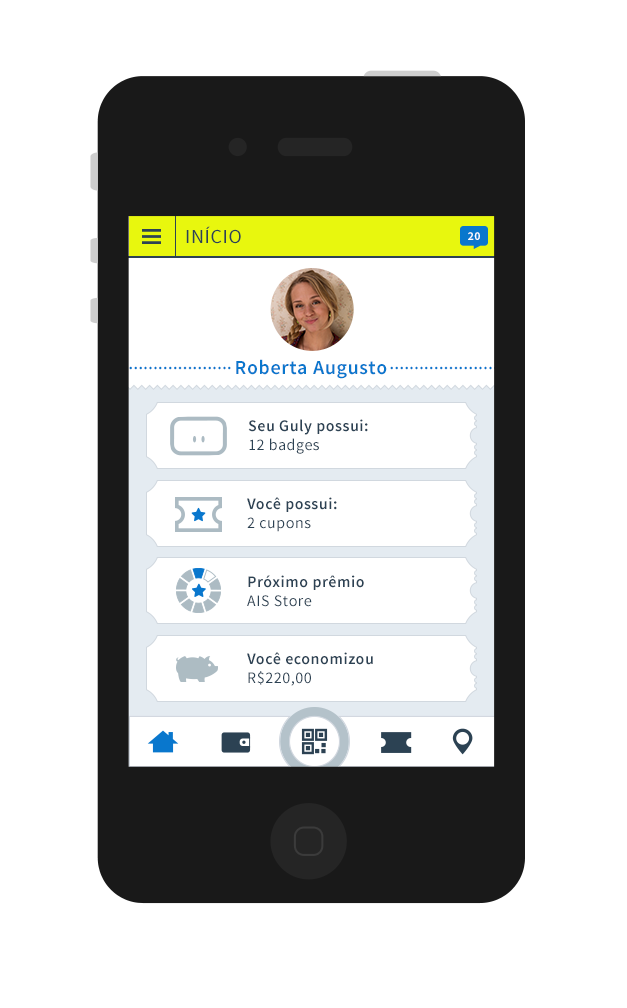 INÍCIO
20
Roberta Augusto
Seu Guly possui:
12 badges
Você possui:
2 cupons
Próximo prêmio
AIS Store
Você economizou
R$220,00